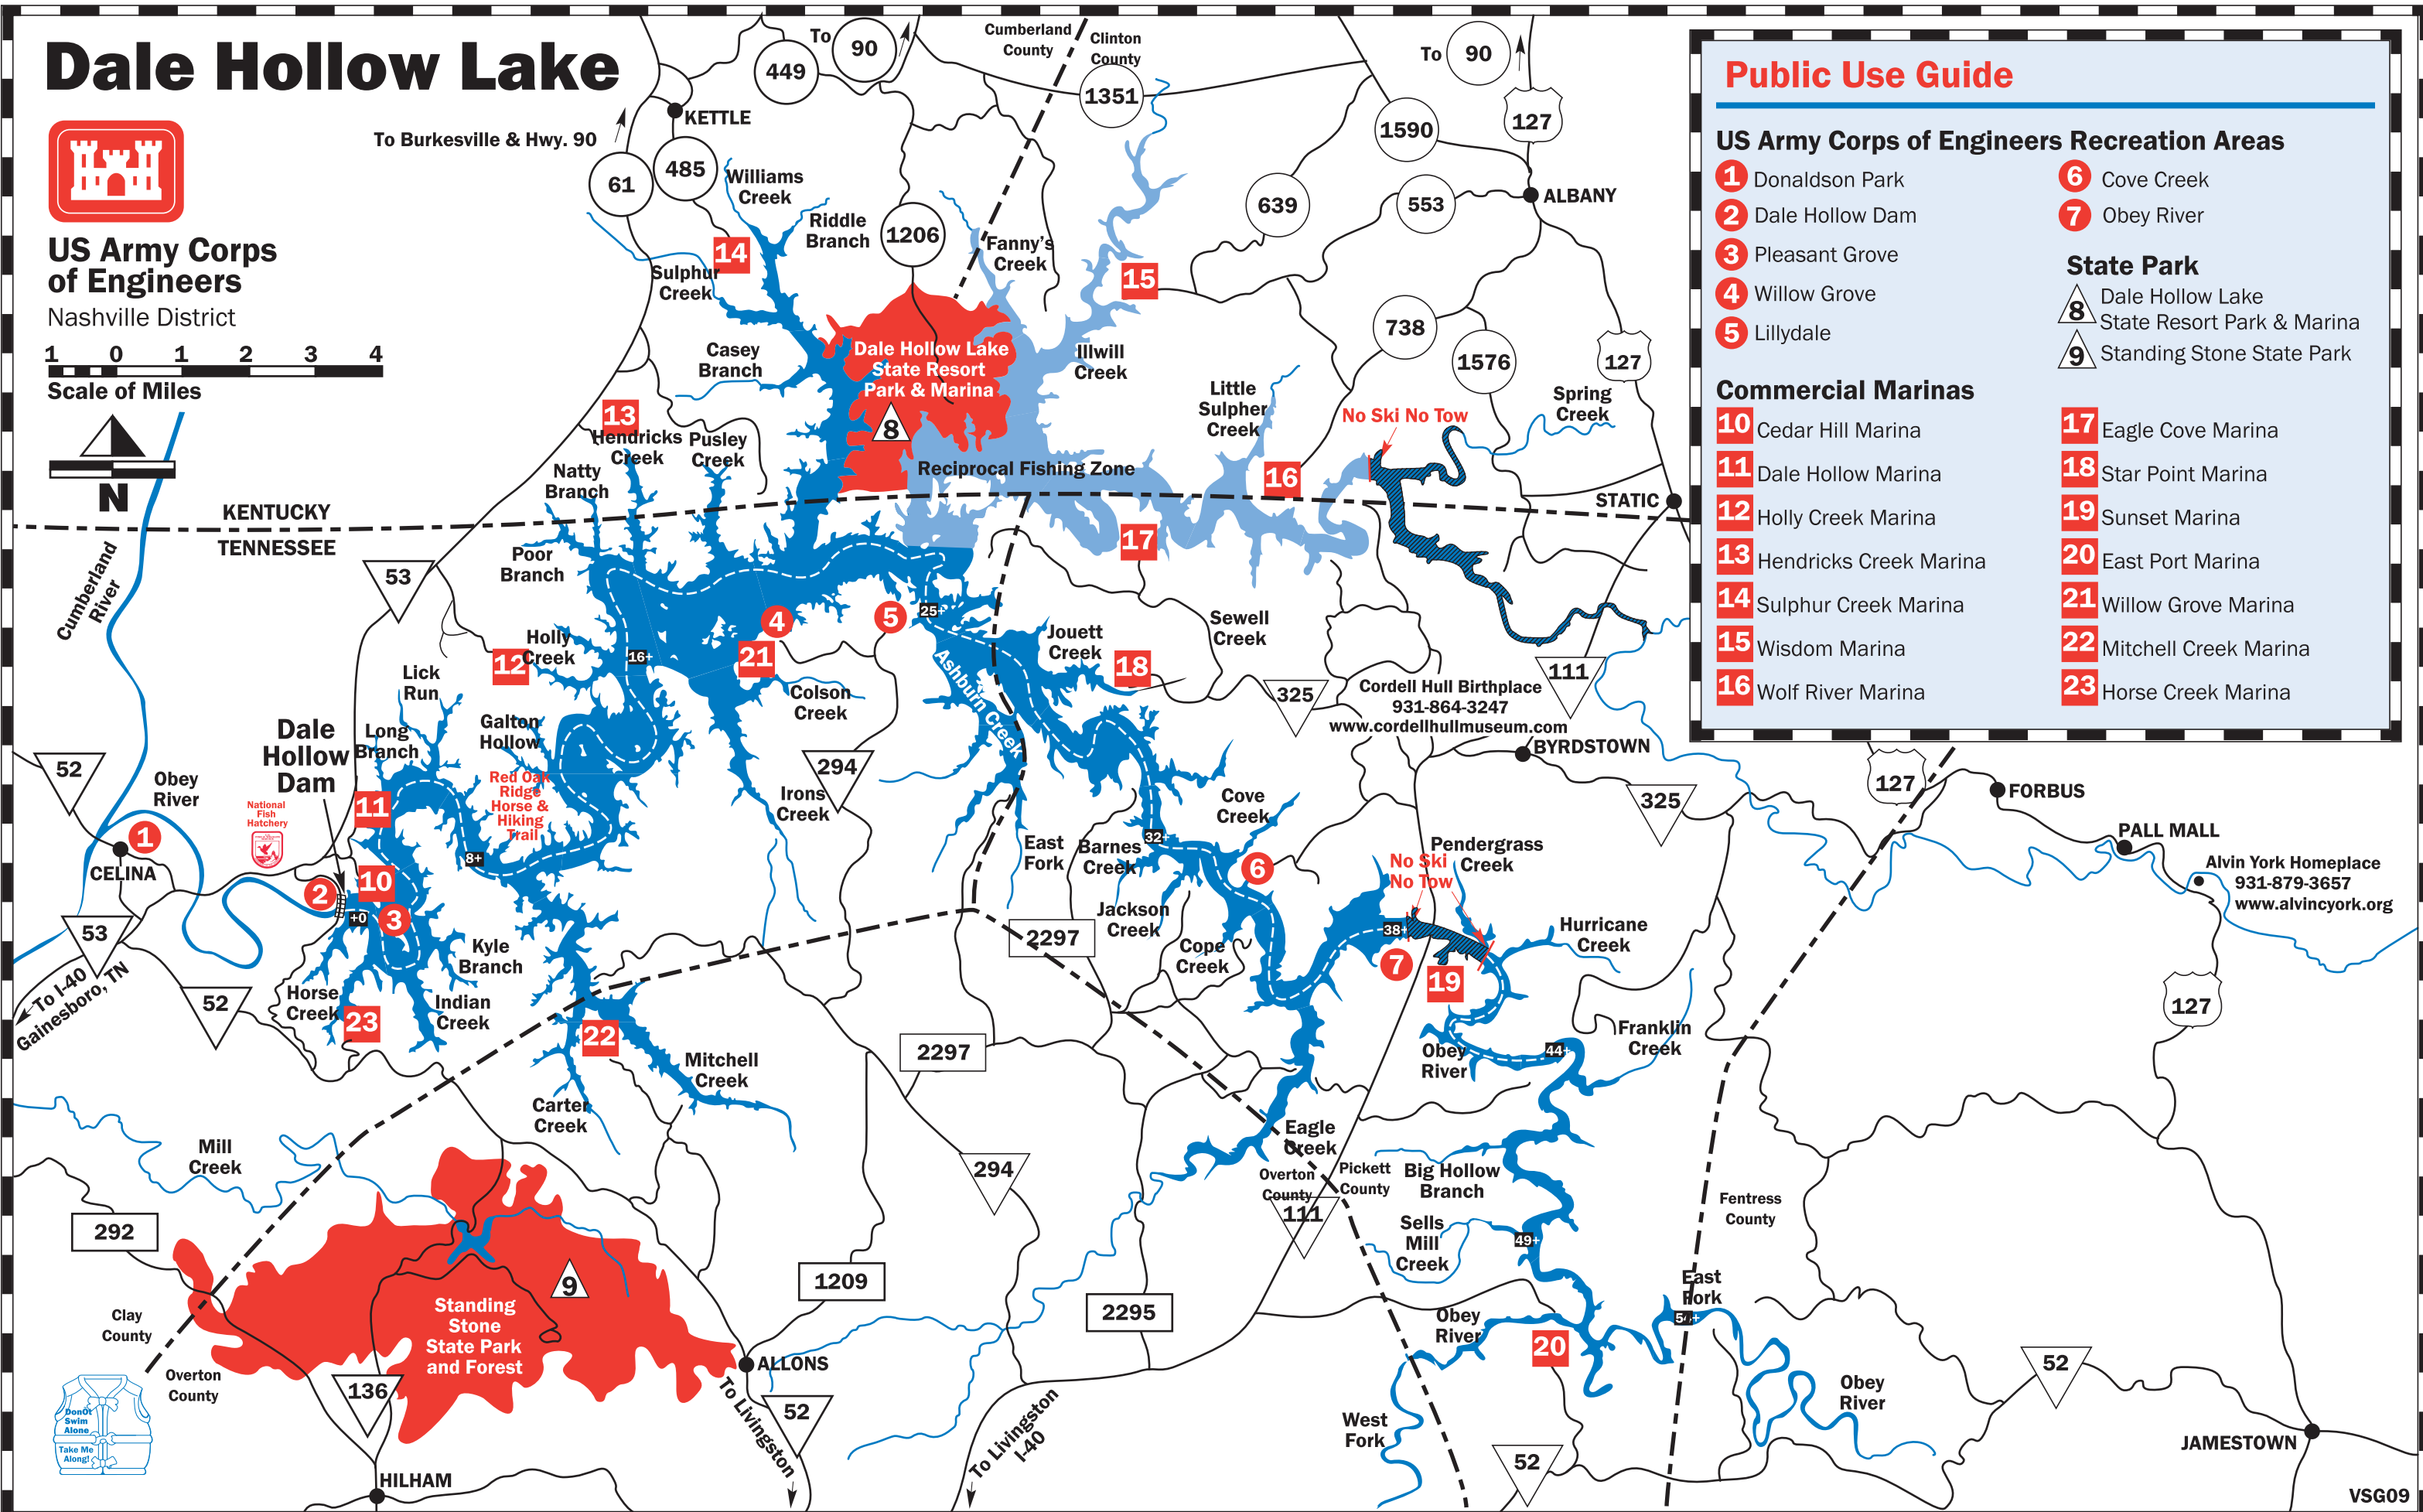 Dale Hollow Lake
US Army Corps
of Engineers
Nashville District
1 0 1 2 3 4
Scale of Miles
N
To Burkesville & Hwy. 90
KETTLE
449
To 90
Cumberland
County
Clinton
County
1351
To 90
127
1590
ALBANY
61
485
Williams
Creek
Riddle
Branch
1206
Fanny's
Creek
639
553
14
Sulphur
Creek
15
738
1576
127
Casey
Branch
Dale Hollow Lake
State Resort
Park & Marina
8
Illwill
Creek
Little
Sulpher
Creek
No Ski No Tow
Spring
Creek
13
Hendricks
Creek
Pusley
Creek
Natty
Branch
Reciprocal Fishing Zone
16
STATIC
KENTUCKY
TENNESSEE
17
Cumberland
River
53
Poor
Branch
4
5
25+
Holly
Creek
12
16+
21
Ashburn Creek
Jouett
Creek
18
Sewell
Creek
111
325
Cordell Hull Birthplace
931-864-3247
www.cordellhullmuseum.com
BYRDSTOWN
Lick
Run
Colson
Creek
Galton
Hollow
Long
Branch
Dale
Hollow
Dam
52
Obey
River
National
Fish
Hatchery
11
Red Oak
Ridge
Horse &
Hiking
Trail
294
Irons
Creek
127
325
FORBUS
PALL MALL
Alvin York Homeplace
931-879-3657
www.alvincyork.org
1
CELINA
2
10
+0
3
8+
East
Fork
Barnes
Creek
32+
Cove
Creek
6
Pendergrass
Creek
No Ski
No Tow
53
Kyle
Branch
2297
Jackson
Creek
Cope
Creek
38+
7
19
Hurricane
Creek
To I-40
Gainesboro, TN
52
Horse
Creek
23
Indian
Creek
22
127
Mitchell
Creek
2297
Obey
River
44+
Franklin
Creek
Carter
Creek
Mill
Creek
Eagle
Creek
Overton
County
Pickett
County
111
294
Big Hollow
Branch
Fentress
County
292
Sells
Mill
Creek
49+
9
Standing
Stone
State Park
and Forest
1209
2295
Clay
County
Overton
County
East
Fork
Obey
River
20
ALLONS
136
52
To Livingston
To Livingston
I-40
West
Fork
Obey
River
52
52
JAMESTOWN
HILHAM
Do nOt
Swim
Alone
Take Me
Along!
VSG09
Public Use Guide
US Army Corps of Engineers Recreation Areas
1 Donaldson Park
2 Dale Hollow Dam
3 Pleasant Grove
4 Willow Grove
5 Lillydale
6 Cove Creek
7 Obey River
State Park
8 Dale Hollow Lake
State Resort Park & Marina
9 Standing Stone State Park
Commercial Marinas
10 Cedar Hill Marina
11 Dale Hollow Marina
12 Holly Creek Marina
13 Hendricks Creek Marina
14 Sulphur Creek Marina
15 Wisdom Marina
16 Wolf River Marina
17 Eagle Cove Marina
18 Star Point Marina
19 Sunset Marina
20 East Port Marina
21 Willow Grove Marina
22 Mitchell Creek Marina
23 Horse Creek Marina